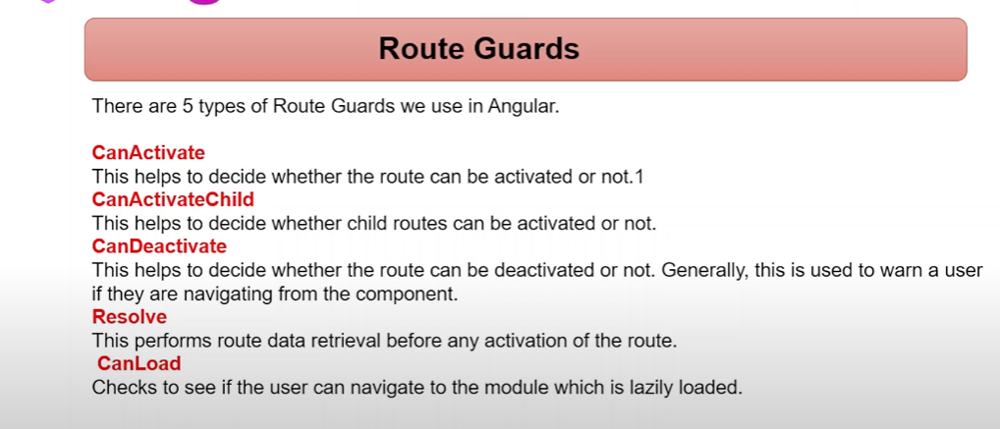 Route Guards
There are 5 types of Route Guards we use in Angular.
CanActivate
This helps to decide whether the route can be activated or not.1
CanActivateChild
This helps to decide whether child routes can be activated or not.
CanDeactivate
This helps to decide whether the route can be deactivated or not. Generally, this is used to warn a user
if they are navigating from the component.
Resolve
This performs route data retrieval before any activation of the route.
CanLoad
Checks to see if the user can navigate to the module which is lazily loaded.